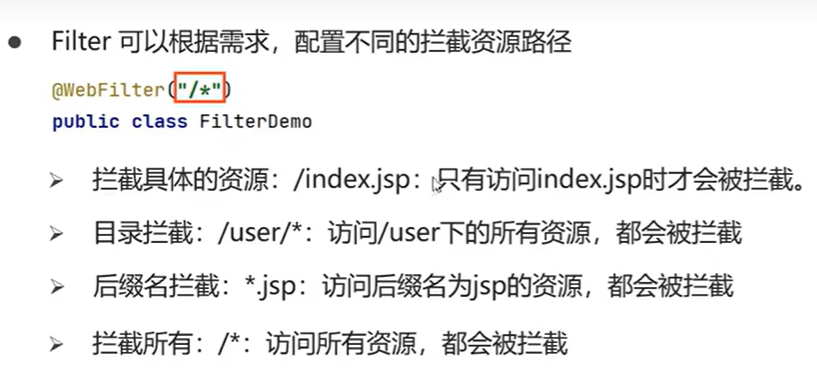 Filter 可以根据需求，配置不同的拦截资源路径
@WebFilter("/*")
public class FilterDemo
拦截具体的资源：/index.jsp：只有访问index.jsp时才会被拦截。
目录拦截：/user/*：访问/user下的所有资源，都会被拦截
后缀名拦截：*.jsp：访问后缀名为jsp的资源，都会被拦截
拦截所有：/*：访问所有资源，都会被拦截